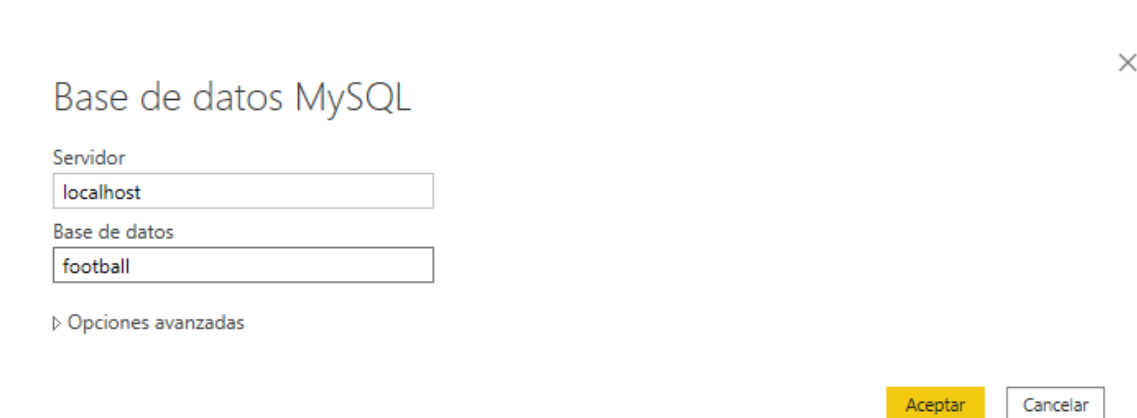 Base de datos MySQL
Servidor
localhost
Base de datos
football
Opciones avanzadas
Aceptar Cancelar